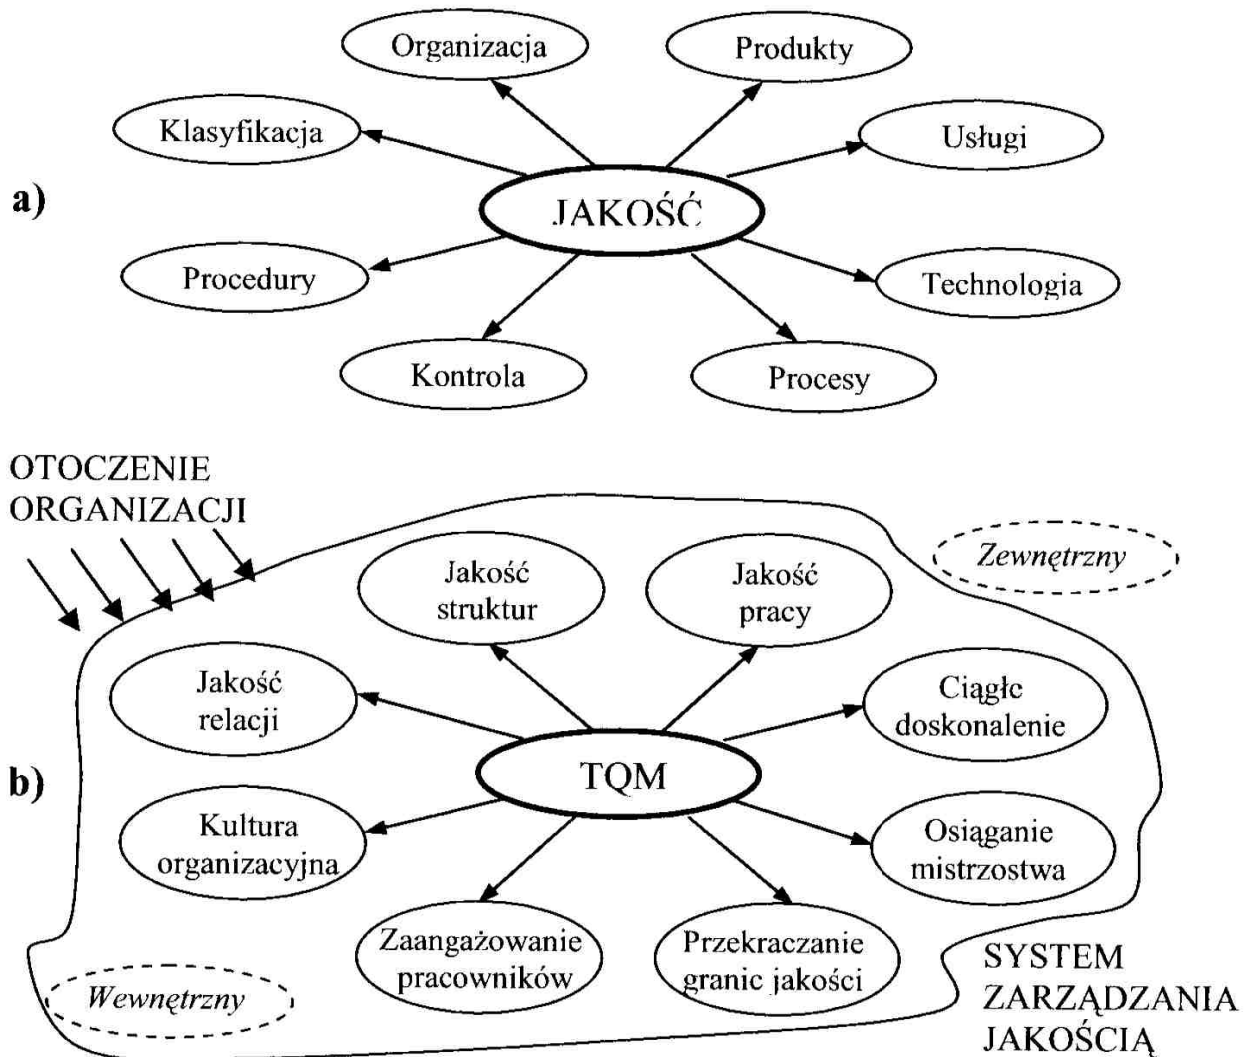 Organizacja
Produkty
Klasyfikacja
Usługi
a)
JAKOŚĆ
Procedury
Technologia
Kontrola
Procesy
OTOCZENIE
ORGANIZACJI
Zewnętrzny
Jakość
struktur
Jakość
pracy
Jakość
relacji
Ciągłe
doskonalenie
b)
TQM
Kultura
organizacyjna
Osiąganie
mistrzostwa
Zaangażowanie
pracowników
Przekraczanie
granic jakości
Wewnętrzny
SYSTEM
ZARZĄDZANIA
JAKOŚCIĄ